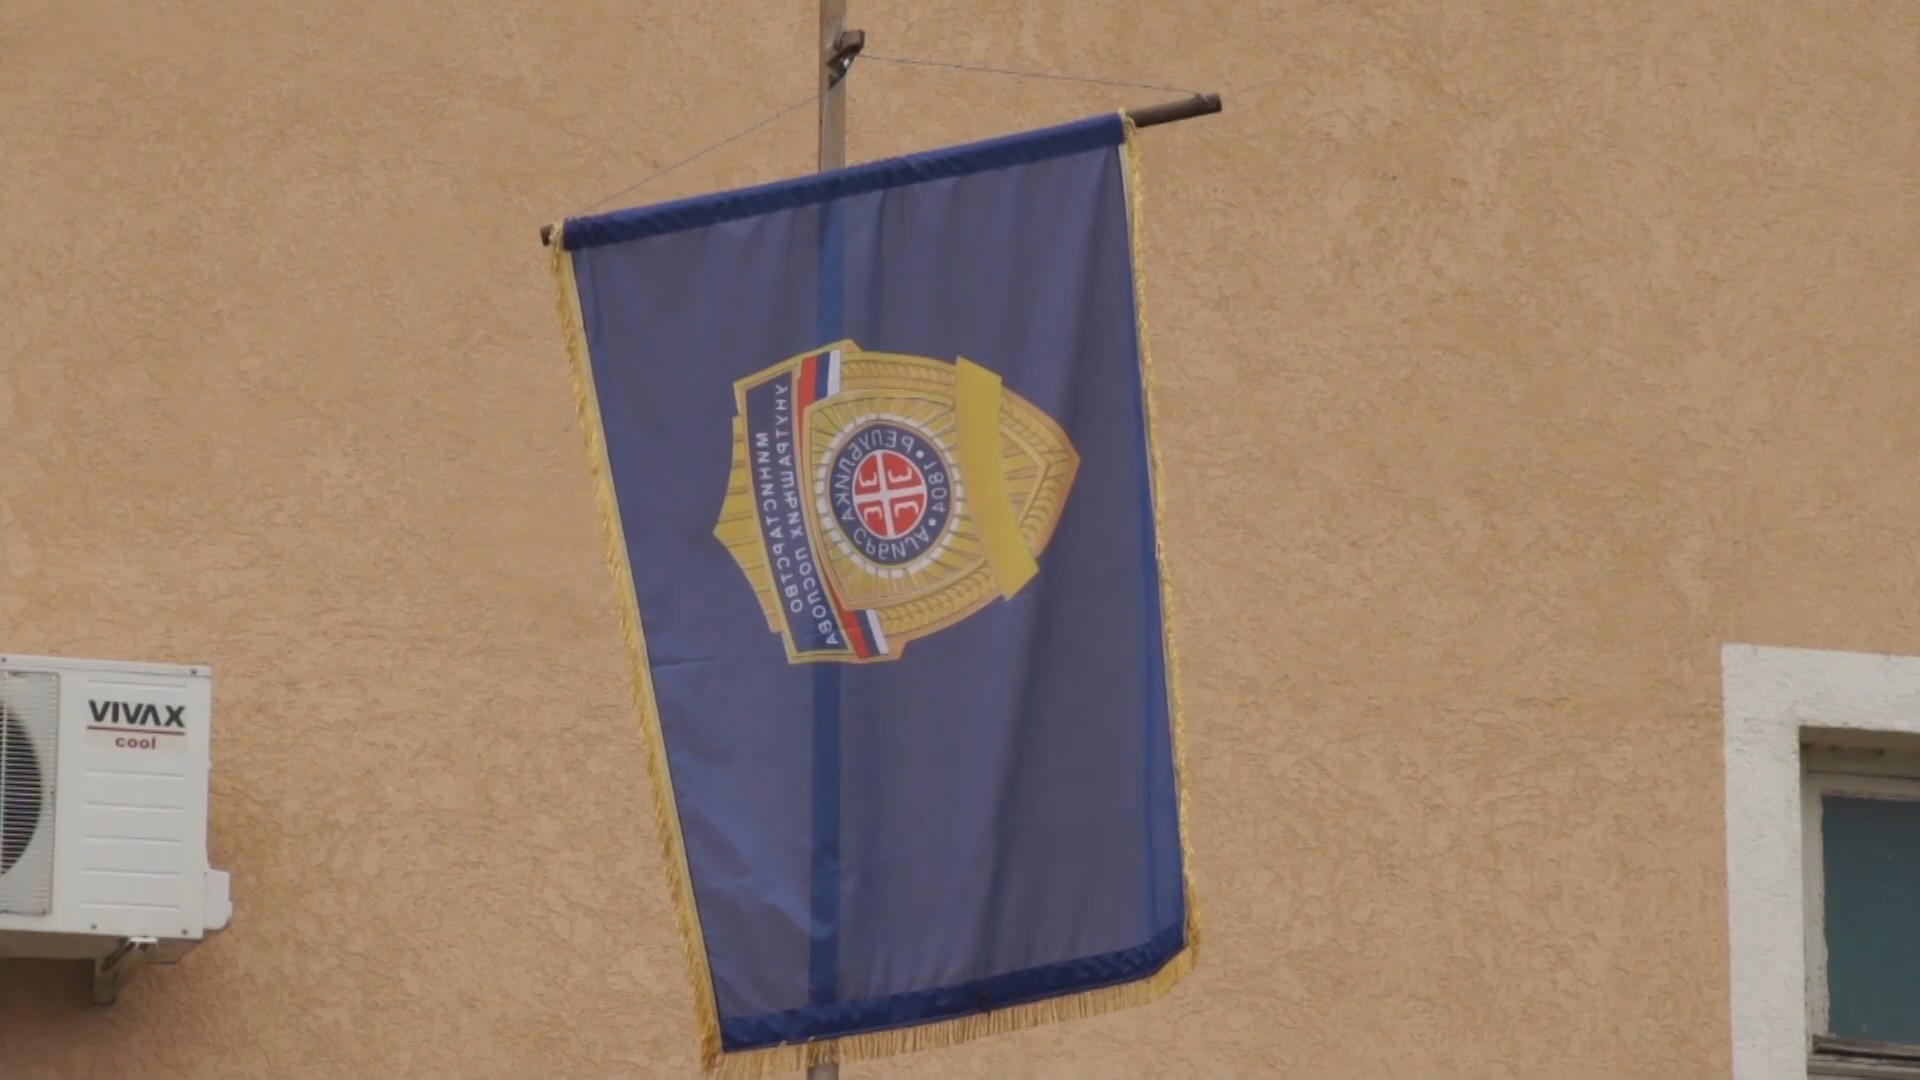 МИНИСТАРСТВО
УНУТРАШЊИХ ПОСЛОВА
РЕПУБЛИКА СРБИЈА
1804
VIVAX
cool